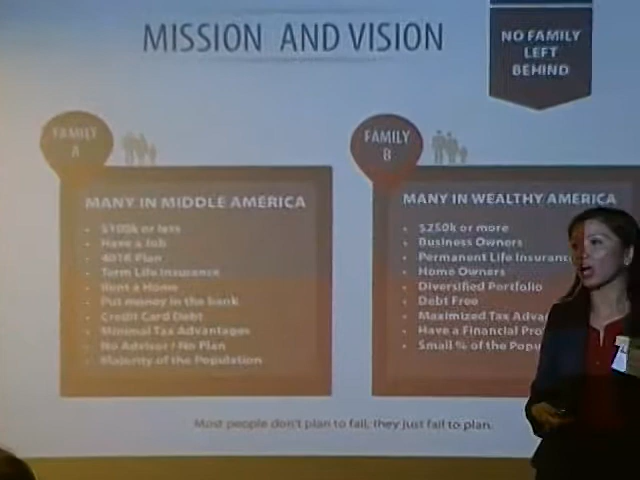 MISSION AND VISION
NO FAMILY
LEFT
BEHIND
FAMILY
A
FAMILY
B
MANY IN MIDDLE AMERICA
$100k or less
Have a Job
401K Plan
Term Life Insurance
Rent a Home
Put money in the bank
Credit Card Debt
Minimal Tax Advantages
No Advisor / No Plan
Majority of the Population
MANY IN WEALTHY AMERICA
$250k or more
Business Owners
Permanent Life Insuranc
Home Owners
Diversified Portfolio
Debt Free
Maximized Tax Adva
Have a Financial Pro
Small % of the Popu
Most people don't plan to fail, they just fail to plan.